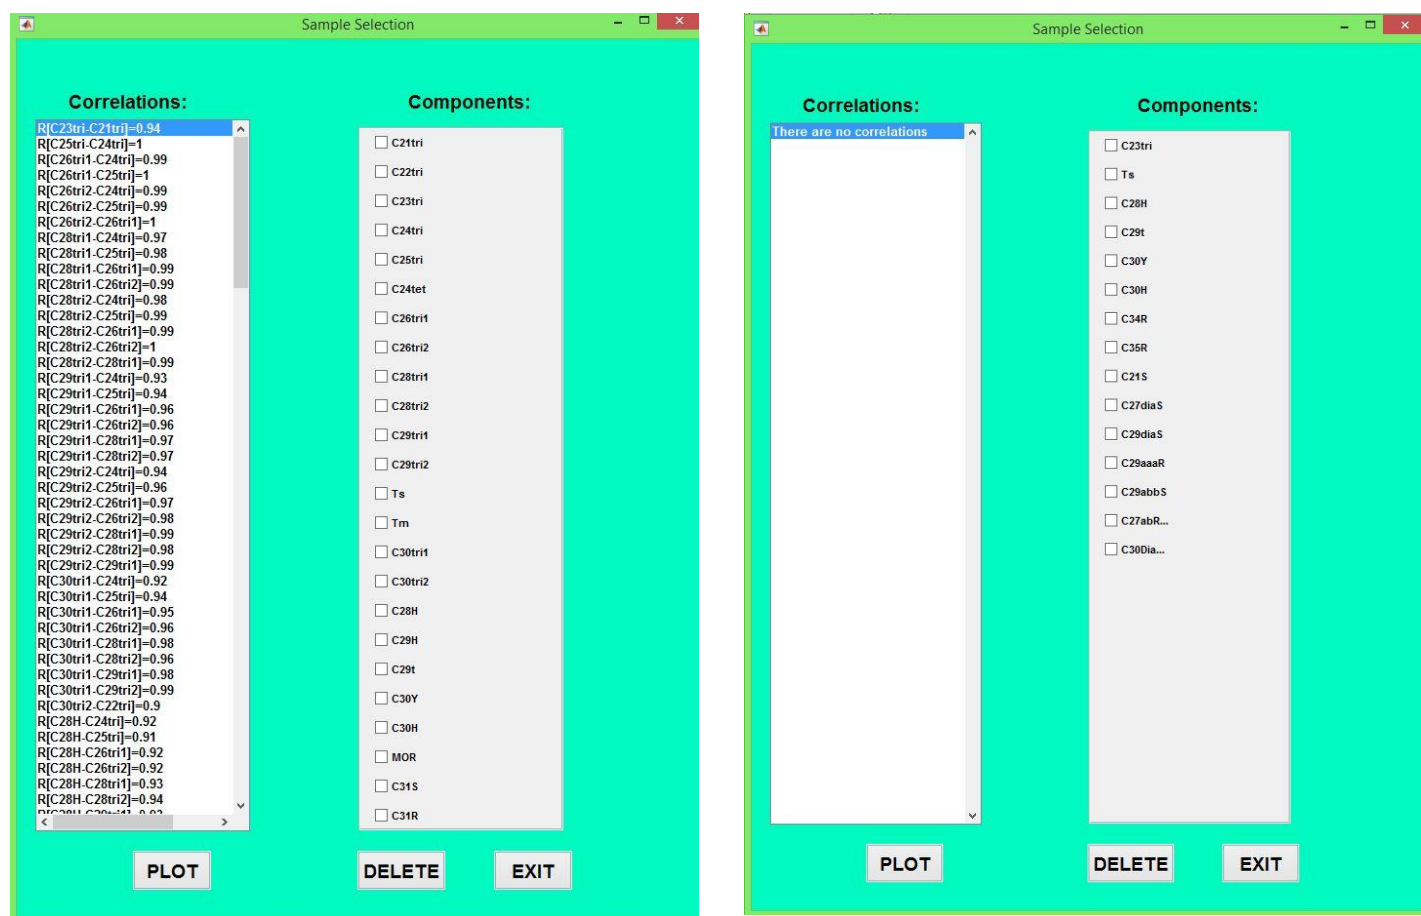 Sample Selection
Correlations:
R[C23tri-C21tri]=0.94
R[C25tri-C24tri]=1
R[C26tri1-C24tri]=0.99
R[C26tri1-C25tri]=1
R[C26tri2-C24tri]=0.99
R[C26tri2-C25tri]=0.99
R[C26tri2-C26tri1]=1
R[C28tri1-C24tri]=0.97
R[C28tri1-C25tri]=0.98
R[C28tri1-C26tri1]=0.99
R[C28tri1-C26tri2]=0.99
R[C28tri2-C24tri]=0.98
R[C28tri2-C25tri]=0.99
R[C28tri2-C26tri1]=0.99
R[C28tri2-C26tri2]=1
R[C28tri2-C28tri1]=0.99
R[C29tri1-C24tri]=0.93
R[C29tri1-C25tri]=0.94
R[C29tri1-C26tri1]=0.96
R[C29tri1-C26tri2]=0.96
R[C29tri1-C28tri1]=0.97
R[C29tri1-C28tri2]=0.97
R[C29tri2-C24tri]=0.94
R[C29tri2-C25tri]=0.96
R[C29tri2-C26tri1]=0.97
R[C29tri2-C26tri2]=0.98
R[C29tri2-C28tri1]=0.99
R[C29tri2-C28tri2]=0.98
R[C29tri2-C29tri1]=0.99
R[C30tri1-C24tri]=0.92
R[C30tri1-C25tri]=0.94
R[C30tri1-C26tri1]=0.95
R[C30tri1-C26tri2]=0.96
R[C30tri1-C28tri1]=0.98
R[C30tri1-C28tri2]=0.96
R[C30tri1-C29tri1]=0.98
R[C30tri1-C29tri2]=0.99
R[C30tri2-C22tri]=0.9
R[C28H-C24tri]=0.92
R[C28H-C25tri]=0.91
R[C28H-C26tri1]=0.92
R[C28H-C26tri2]=0.92
R[C28H-C28tri1]=0.93
R[C28H-C28tri2]=0.94
Components:
C21tri
C22tri
C23tri
C24tri
C25tri
C24tet
C26tri1
C26tri2
C28tri1
C28tri2
C29tri1
C29tri2
Ts
Tm
C30tri1
C30tri2
C28H
C29H
C29t
C30Y
C30H
MOR
C31S
C31R
PLOT
DELETE
EXIT
Sample Selection
Correlations:
There are no correlations
Components:
C23tri
Ts
C28H
C29t
C30Y
C30H
C34R
C35R
C21S
C27diaS
C29diaS
C29aaaR
C29abbS
C27abR...
C30Dia...
PLOT
DELETE
EXIT